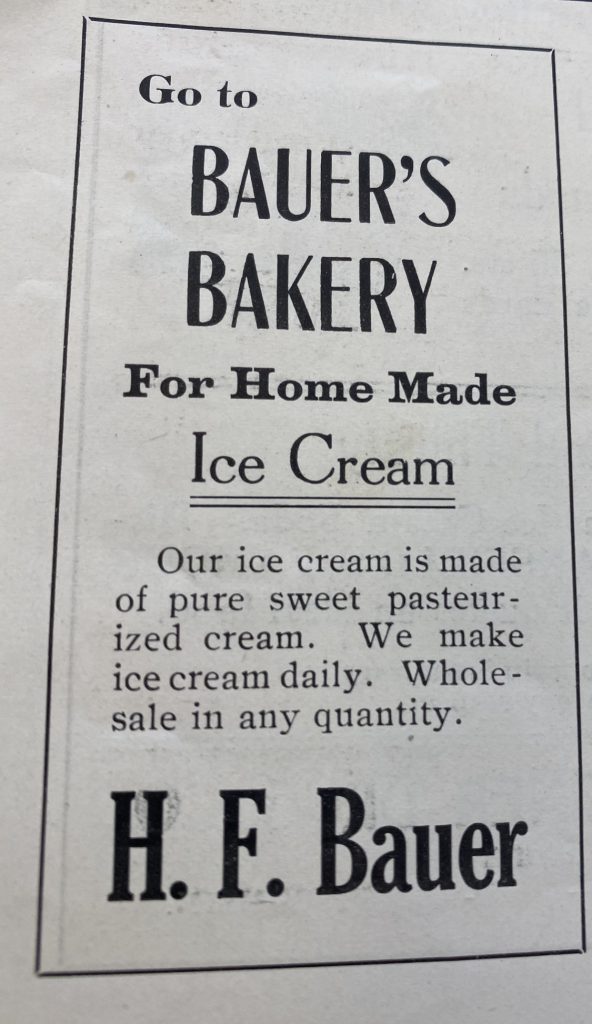 Go to
BAUER'S
BAKERY
For Home Made
Ice Cream
Our ice cream is made
of pure sweet pasteur-
ized cream. We make
ice cream daily. Whole-
sale in any quantity.
H. F. Bauer